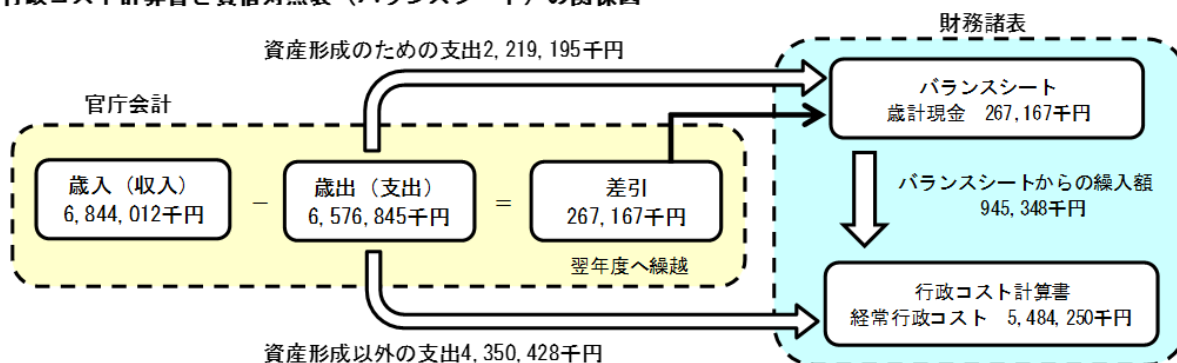 行政コスト計算書と貸借対照表（バランスシート）の関係図
財務諸表
資産形成のための支出2,219,195千円
官庁会計
バランスシート
歳計現金 267,167千円
歳入（収入）
6,844,012千円
－
歳出（支出）
6,576,845千円
＝
差引
267,167千円
翌年度へ繰越
バランスシートからの繰入額
945,348千円
行政コスト計算書
経常行政コスト 5,484,250千円
資産形成以外の支出4,350,428千円